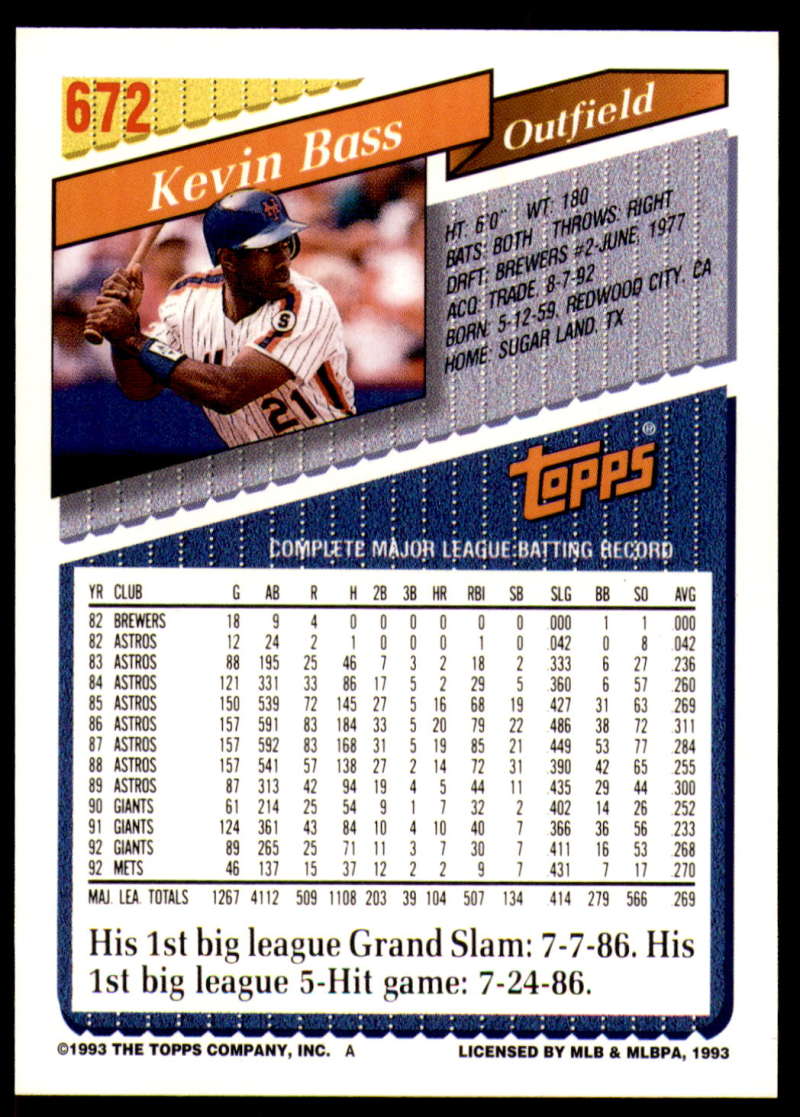 672
Kevin Bass
Outfield
HT: 6'0" WT: 180
BATS: BOTH THROWS: RIGHT
DRFT: BREWERS #2-JUNE, 1977
ACQ: TRADE, 8-7-92
BORN: 5-12-59, REDWOOD CITY, CA
HOME: SUGAR LAND, TX
S
21
TOPPS®
COMPLETE MAJOR LEAGUE BATTING RECORD
YR CLUB G AB R H 2B 3B HR RBI SB SLG BB SO AVG
82 BREWERS 18 9 4 0 0 0 0 0 0 .000 1 1 .000
82 ASTROS 12 24 2 1 0 0 0 1 0 .042 0 8 .042
83 ASTROS 88 195 25 46 7 3 2 18 2 .333 6 27 .236
84 ASTROS 121 331 33 86 17 5 2 29 5 .360 6 57 .260
85 ASTROS 150 539 72 145 27 5 16 68 19 .427 31 63 .269
86 ASTROS 157 591 83 184 33 5 20 79 22 .486 38 72 .311
87 ASTROS 157 592 83 168 31 5 19 85 21 .449 53 77 .284
88 ASTROS 157 541 57 138 27 2 14 72 31 .390 42 65 .255
89 ASTROS 87 313 42 94 19 4 5 44 11 .435 29 44 .300
90 GIANTS 61 214 25 54 9 1 7 32 2 .402 14 26 .252
91 GIANTS 124 361 43 84 10 4 10 40 7 .366 36 56 .233
92 GIANTS 89 265 25 71 11 3 7 30 7 .411 16 53 .268
92 METS 46 137 15 37 12 2 2 9 7 .431 7 17 .270
MAJ. LEA. TOTALS 1267 4112 509 1108 203 39 104 507 134 .414 279 566 .269
His 1st big league Grand Slam: 7-7-86. His
1st big league 5-Hit game: 7-24-86.
©1993 THE TOPPS COMPANY, INC. A
LICENSED BY MLB & MLBPA, 1993